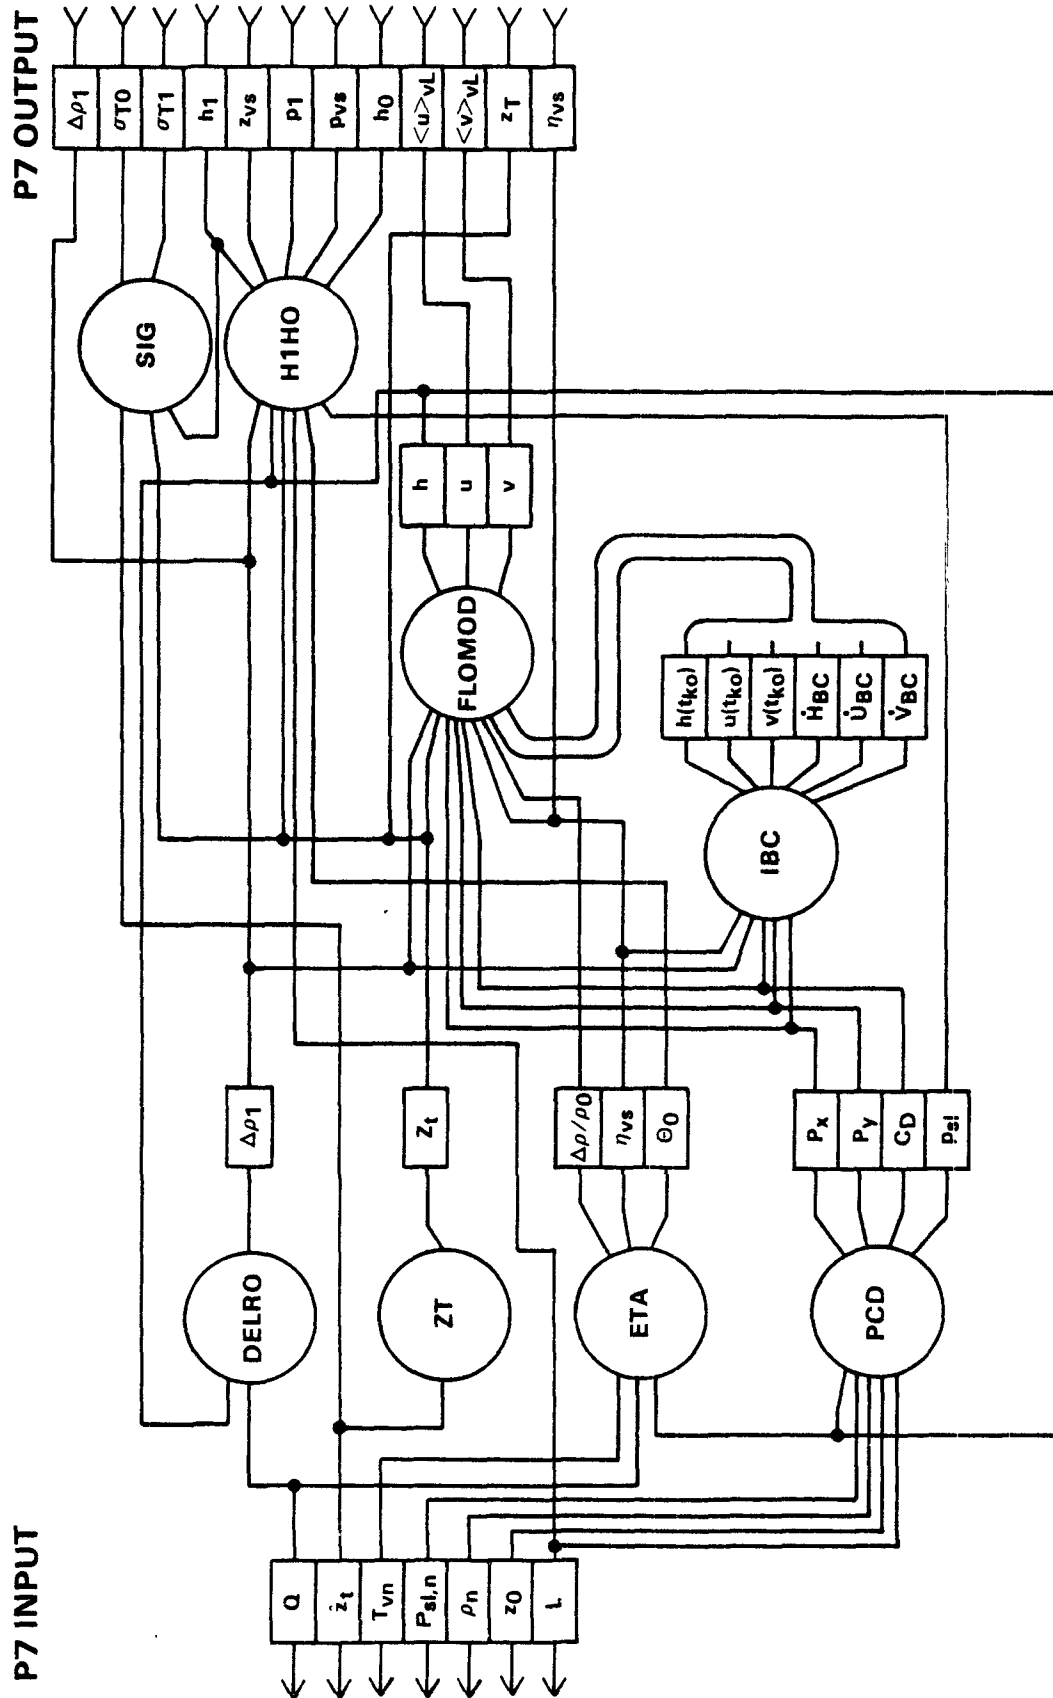 P7 INPUT
Q
ẑt
Tvn
Psl,n
ρn
z0
L
DELRO
ZT
ETA
PCD
Δρ1
Zt
Δρ/ρ0
ηvs
Θ0
Px
Py
CD
psl
IBC
h(tko)
u(tko)
v(tko)
ḢBC
U̇BC
V̇BC
FLOMOD
h
u
v
SIG
H1HO
P7 OUTPUT
Δρ1
σT0
σT1
h1
zvs
p1
pvs
h0
<u>vL
<v>vL
zT
ηvs